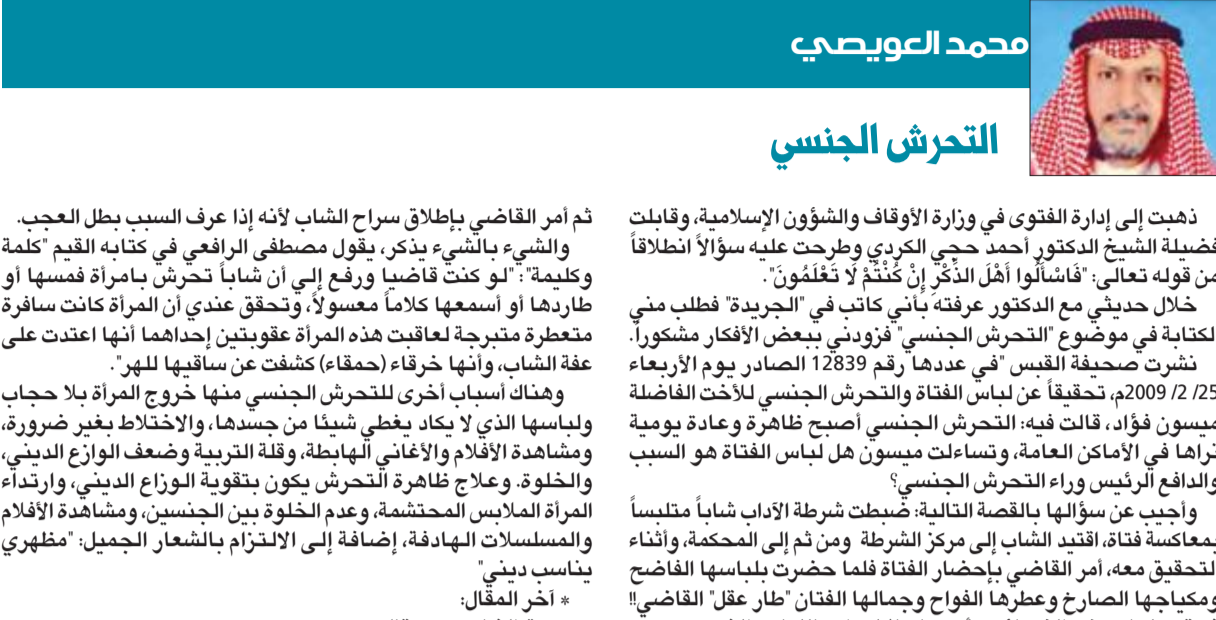 محمد العويصي
التحرش الجنسي
ذهبت إلى إدارة الفتوى في وزارة الأوقاف والشؤون الإسلامية، وقابلت
فضيلة الشيخ الدكتور أحمد حجي الكردي وطرحت عليه سؤالاً انطلاقاً
من قوله تعالى: "فَاسْأَلُوا أَهْلَ الذِّكْرِ إِنْ كُنْتُمْ لَا تَعْلَمُونَ".
خلال حديثي مع الدكتور عرفته بأني كاتب في "الجريدة" فطلب مني
الكتابة في موضوع "التحرش الجنسي" فزودني ببعض الأفكار مشكوراً.
نشرت صحيفة القبس "في عددها رقم 12839 الصادر يوم الأربعاء
25/ 2/ 2009م، تحقيقاً عن لباس الفتاة والتحرش الجنسي للأخت الفاضلة
ميسون فؤاد، قالت فيه: التحرش الجنسي أصبح ظاهرة وعادة يومية
نراها في الأماكن العامة، وتساءلت ميسون هل لباس الفتاة هو السبب
والدافع الرئيس وراء التحرش الجنسي؟
وأجيب عن سؤالها بالقصة التالية: ضبطت شرطة الآداب شاباً متلبساً
بمعاكسة فتاة، اقتيد الشاب إلى مركز الشرطة ومن ثم إلى المحكمة، وأثناء
التحقيق معه، أمر القاضي بإحضار الفتاة فلما حضرت بلباسها الفاضح
ومكياجها الصارخ وعطرها الفواح وجمالها الفتان "طار عقل" القاضي!!
ثم أمر القاضي بإطلاق سراح الشاب لأنه إذا عرف السبب بطل العجب.
والشيء بالشيء يذكر، يقول مصطفى الرافعي في كتابه القيم "كلمة
وكليمة": "لو كنت قاضيا ورفع إلي أن شاباً تحرش بامرأة فمسها أو
طاردها أو أسمعها كلاماً معسولاً، وتحقق عندي أن المرأة كانت سافرة
متعطرة متبرجة لعاقبت هذه المرأة عقوبتين إحداهما أنها اعتدت على
عفة الشاب، وأنها خرقاء (حمقاء) كشفت عن ساقيها للهر".
وهناك أسباب أخرى للتحرش الجنسي منها خروج المرأة بلا حجاب
ولباسها الذي لا يكاد يغطي شيئا من جسدها، والاختلاط بغير ضرورة،
ومشاهدة الأفلام والأغاني الهابطة، وقلة التربية وضعف الوازع الديني،
والخلوة. وعلاج ظاهرة التحرش يكون بتقوية الوزاع الديني، وارتداء
المرأة الملابس المحتشمة، وعدم الخلوة بين الجنسين، ومشاهدة الأفلام
والمسلسلات الهادفة، إضافة إلى الالتزام بالشعار الجميل: "مظهري
يناسب ديني"
* آخر المقال: